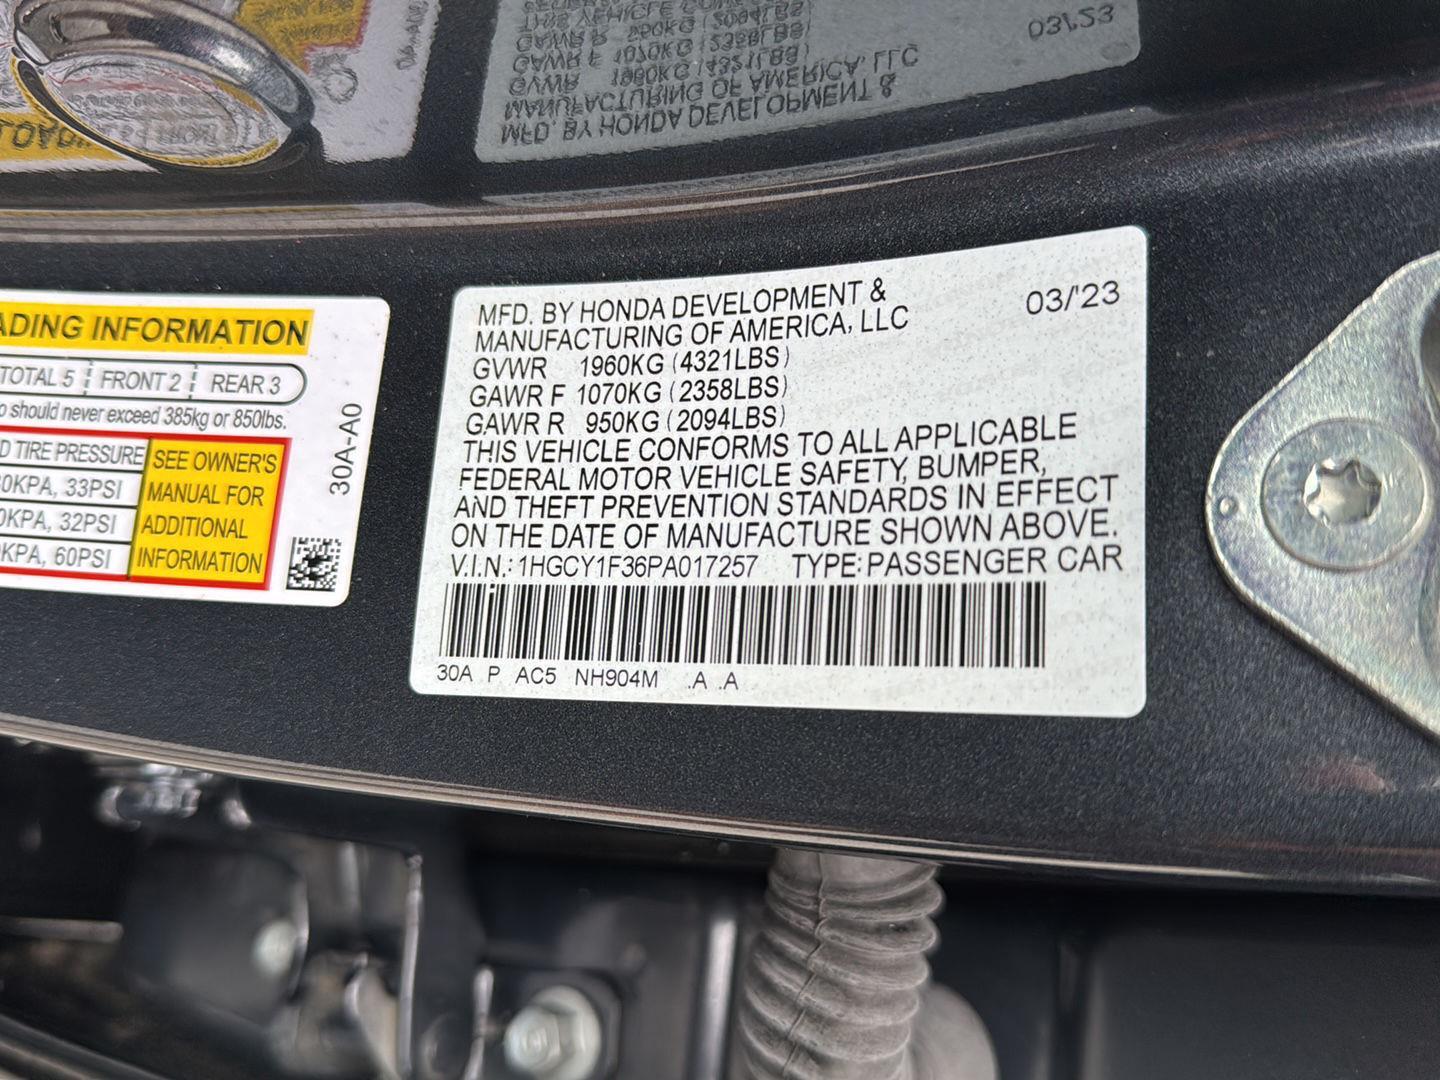 03/'23
MFD. BY HONDA DEVELOPMENT &
MANUFACTURING OF AMERICA, LLC
GVWR 1960KG (4321LBS)
GAWR F 1070KG (2358LBS)
GAWR R 950KG (2094LBS)
THIS VEHICLE CONFORMS TO ALL APPLICABLE
FEDERAL MOTOR VEHICLE SAFETY, BUMPER,
AND THEFT PREVENTION STANDARDS IN EFFECT
ON THE DATE OF MANUFACTURE SHOWN ABOVE.
V.I.N.: 1HGCY1F36PA017257 TYPE: PASSENGER CAR
30A P AC5 NH904M .A .A
ADING INFORMATION
TOTAL 5 FRONT 2 REAR 3
o should never exceed 385kg or 850lbs.
D TIRE PRESSURE
0KPA, 33PSI
0KPA, 32PSI
0KPA, 60PSI
SEE OWNER'S
MANUAL FOR
ADDITIONAL
INFORMATION
30A-A0